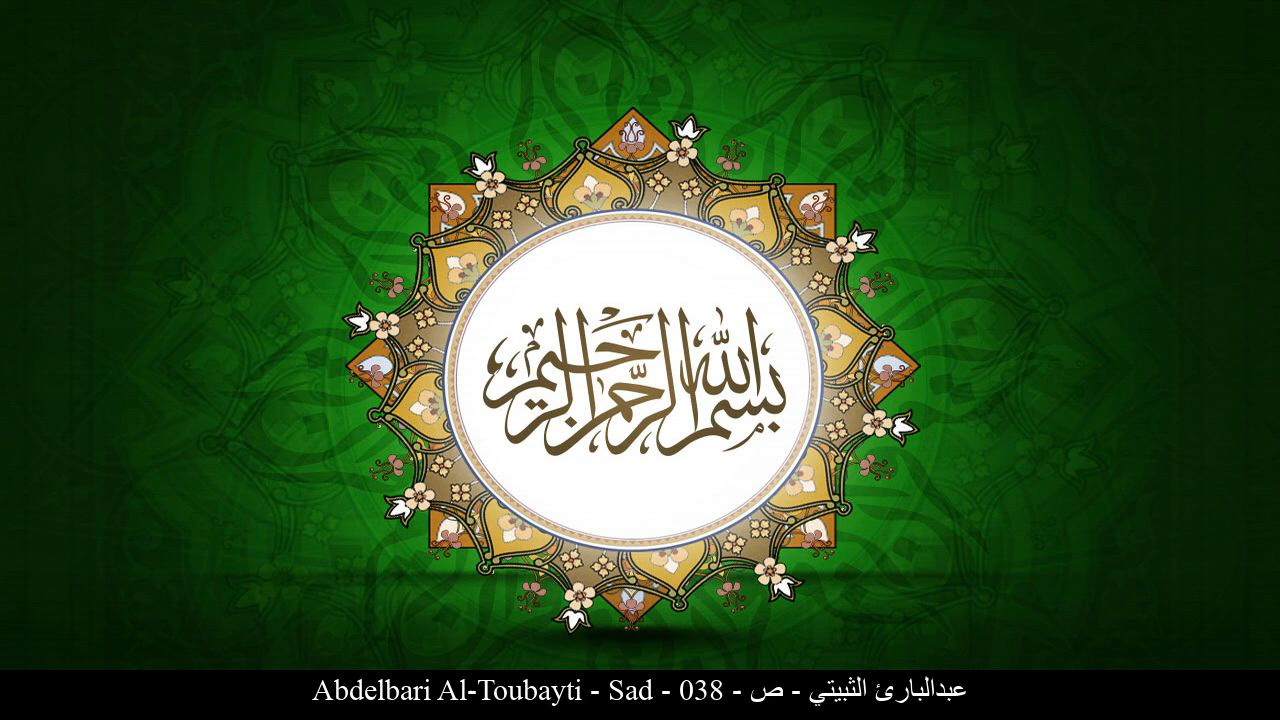 بسم الله الرحمن الرحيم
Abdelbari Al-Toubayti - Sad - 038 - عبدالبارئ الثبيتي - ص